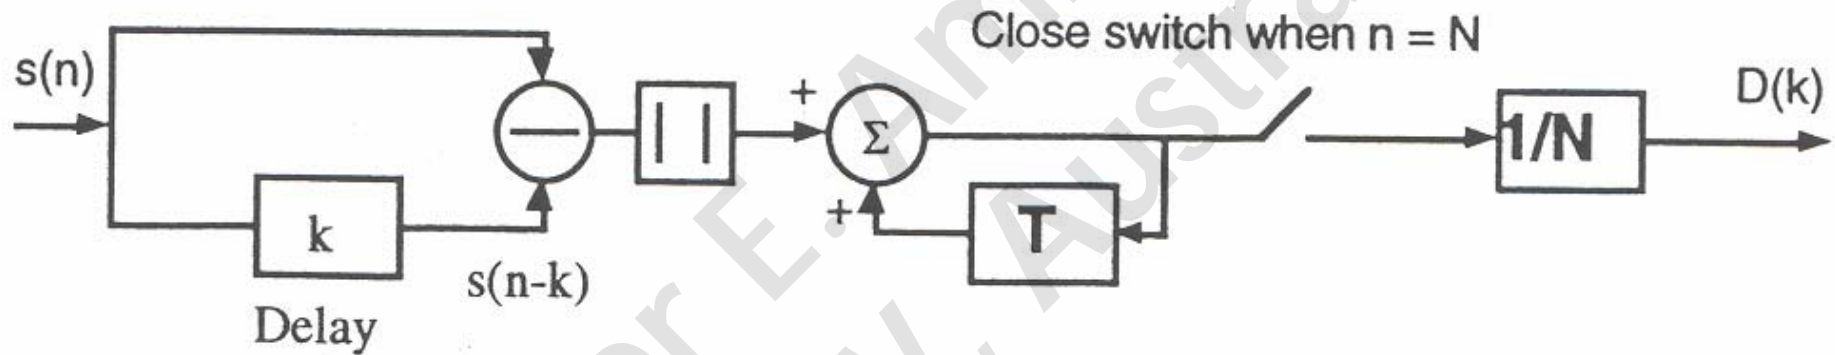 Close switch when n = N
s(n)
D(k)
+
| |
Σ
1/N
+
T
k
s(n-k)
Delay